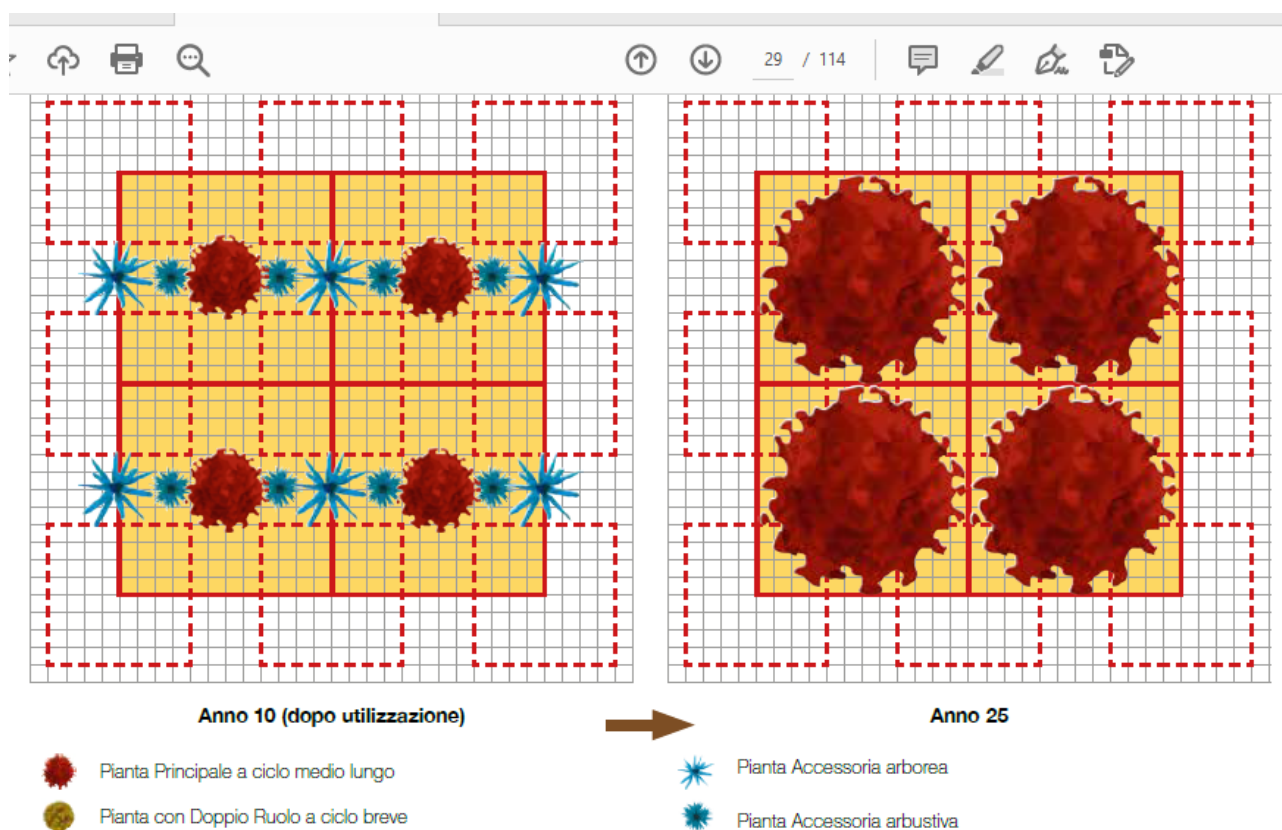 29 / 114
Anno 10 (dopo utilizzazione)
Anno 25
Pianta Principale a ciclo medio lungo
Pianta Accessoria arborea
Pianta con Doppio Ruolo a ciclo breve
Pianta Accessoria arbustiva